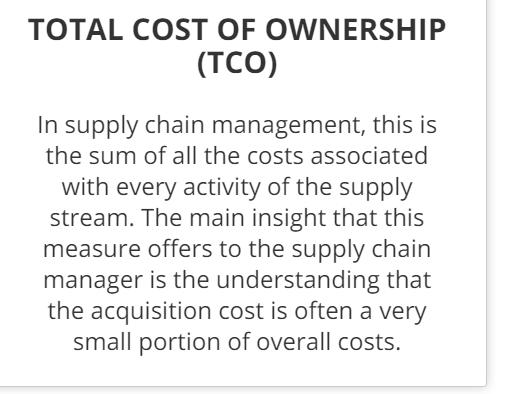 TOTAL COST OF OWNERSHIP
(TCO)
In supply chain management, this is
the sum of all the costs associated
with every activity of the supply
stream. The main insight that this
measure offers to the supply chain
manager is the understanding that
the acquisition cost is often a very
small portion of overall costs.